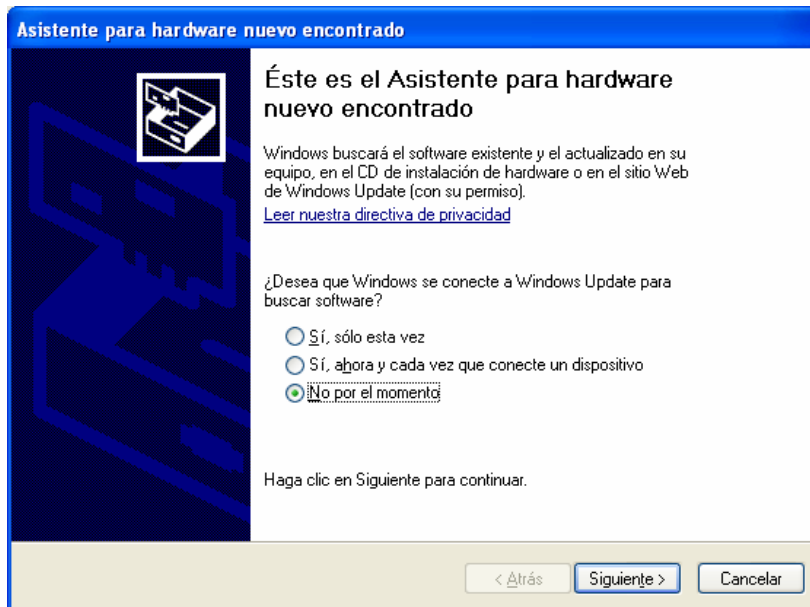 Asistente para hardware nuevo encontrado
Éste es el Asistente para hardware
nuevo encontrado
Windows buscará el software existente y el actualizado en su
equipo, en el CD de instalación de hardware o en el sitio Web
de Windows Update (con su permiso).
Leer nuestra directiva de privacidad
¿Desea que Windows se conecte a Windows Update para
buscar software?
Sí, sólo esta vez
Sí, ahora y cada vez que conecte un dispositivo
No por el momento
Haga clic en Siguiente para continuar.
< Atrás Siguiente > Cancelar